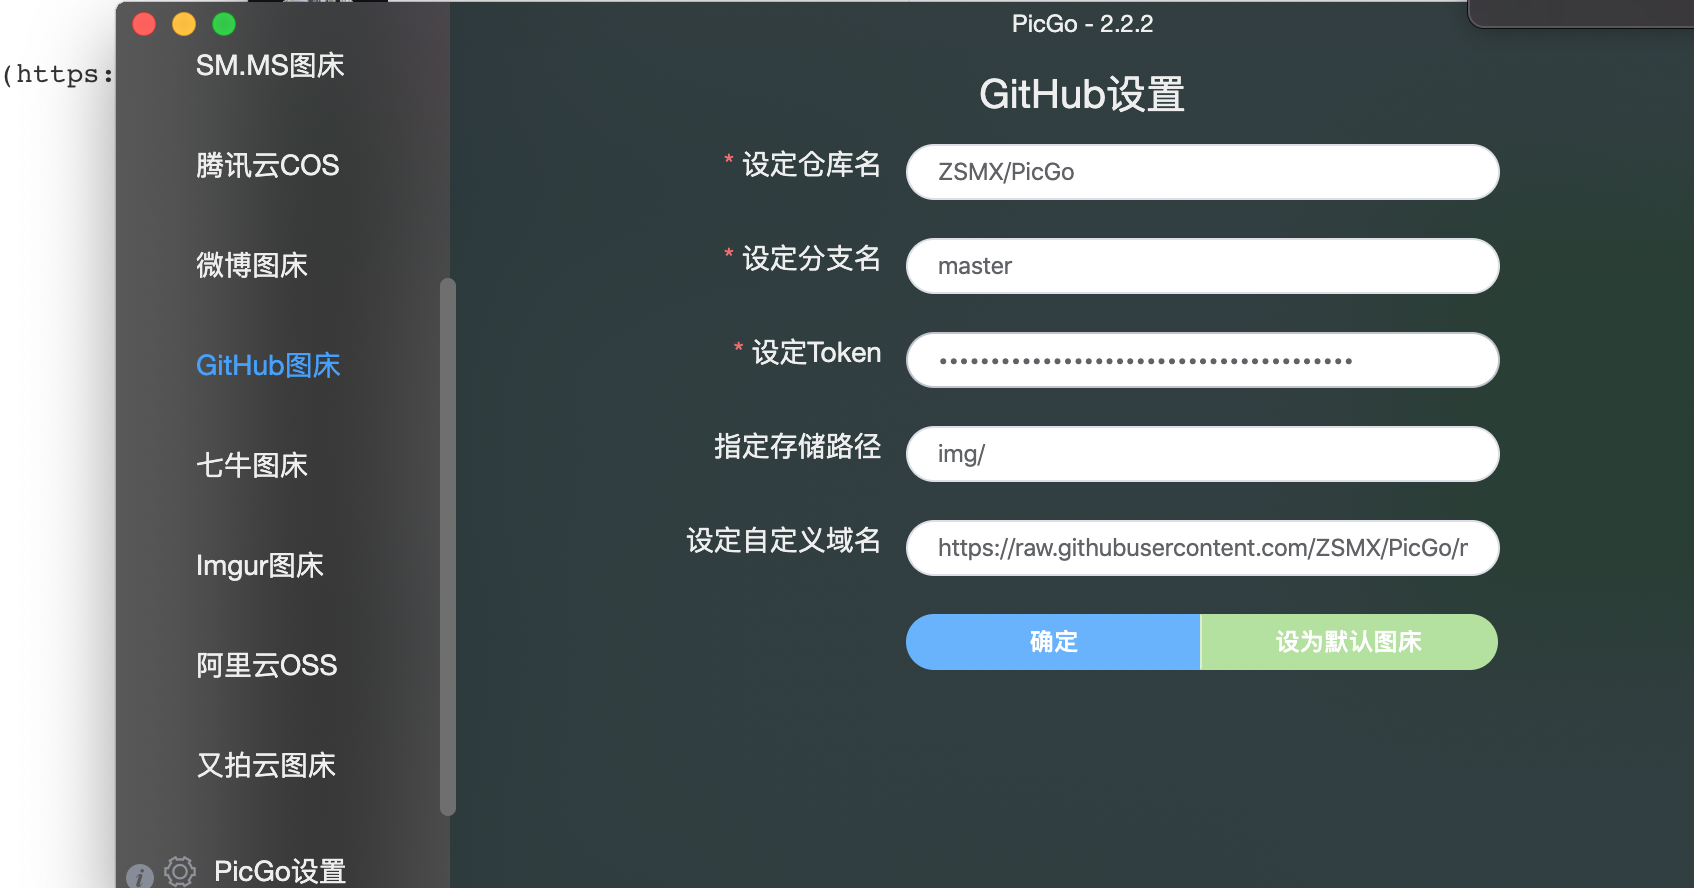 (https:
PicGo - 2.2.2
SM.MS图床
腾讯云COS
微博图床
GitHub图床
七牛图床
Imgur图床
阿里云OSS
又拍云图床
PicGo设置
GitHub设置
* 设定仓库名
ZSMX/PicGo
* 设定分支名
master
* 设定Token
••••••••••••••••••••••••••••••••••••••••
指定存储路径
img/
设定自定义域名
https://raw.githubusercontent.com/ZSMX/PicGo/r
确定
设为默认图床